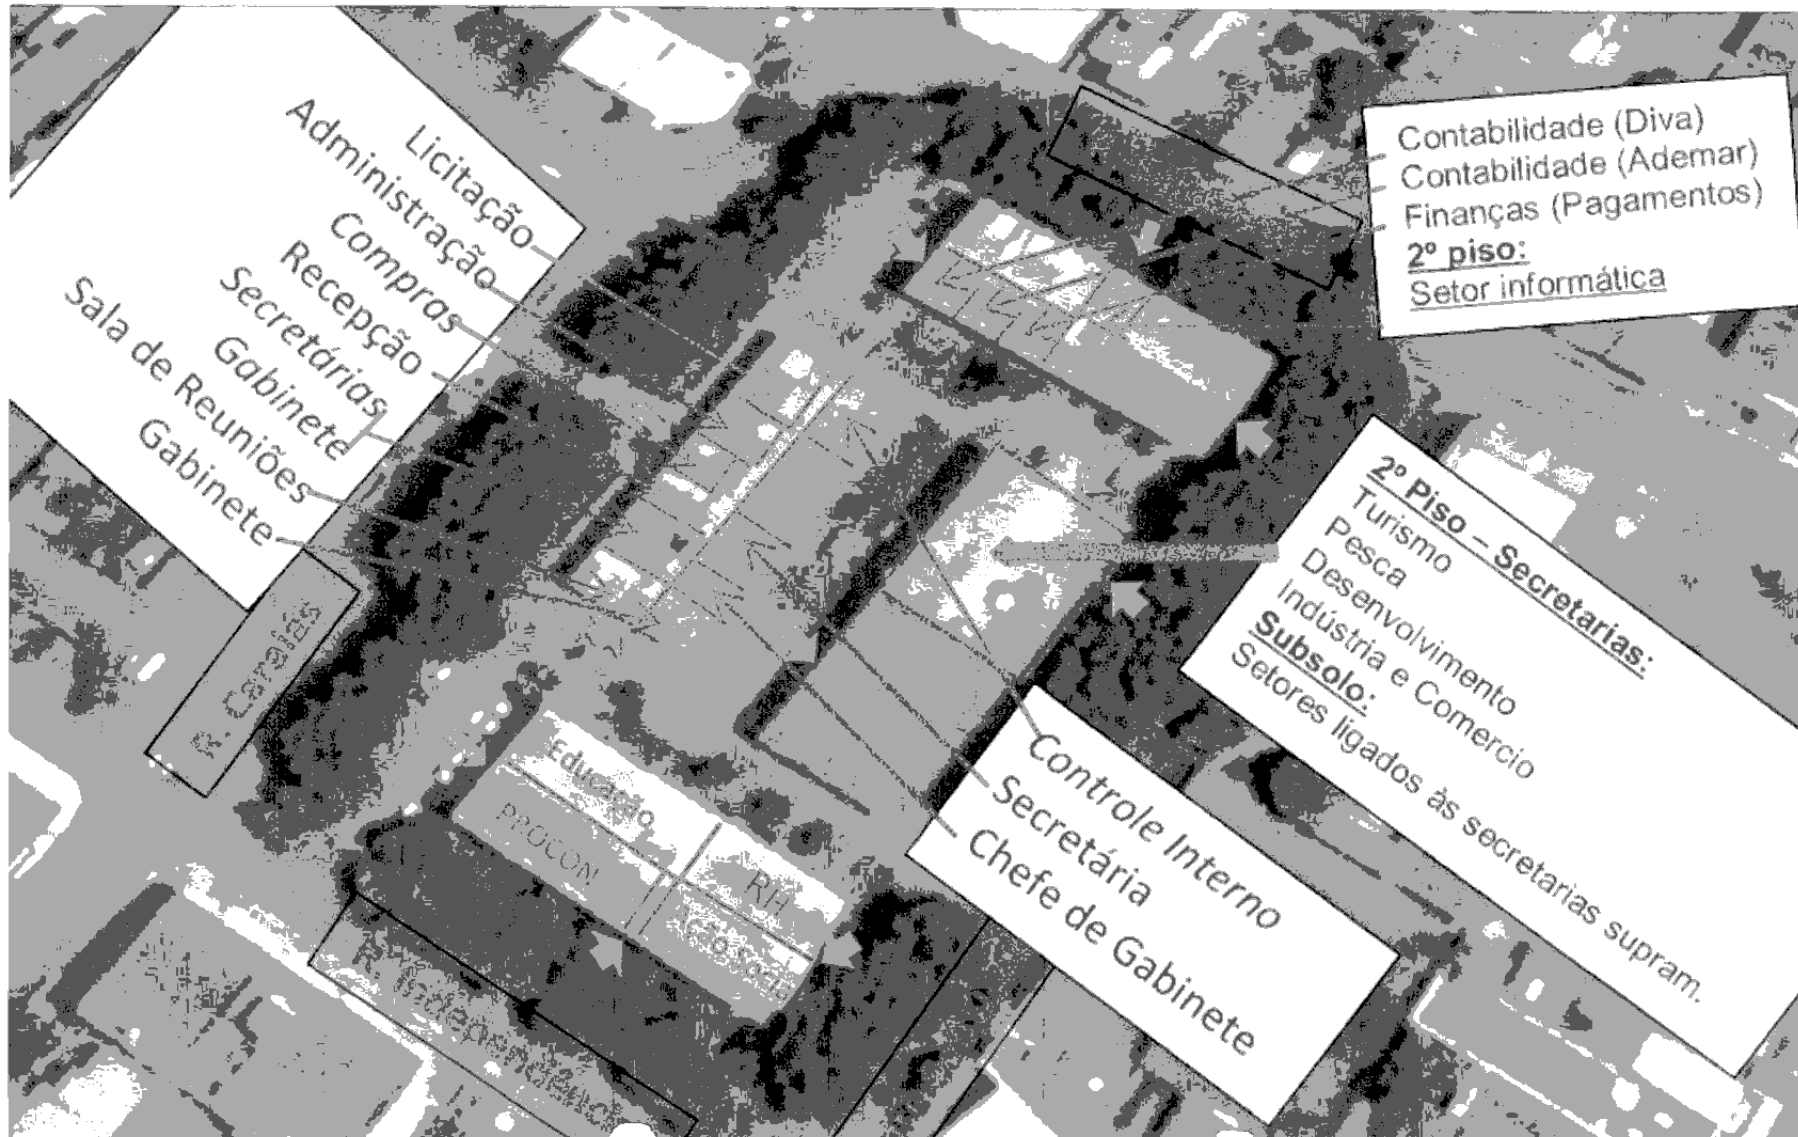 Licitação
Administração
Compras
Recepção
Secretárias
Gabinete
Sala de Reuniões
Gabinete
Contabilidade (Diva)
Contabilidade (Ademar)
Finanças (Pagamentos)
2º piso:
Setor informática
2º Piso – Secretarias:
Turismo
Pesca
Desenvolvimento
Indústria e Comercio
Subsolo:
Setores ligados às secretarias supram.
Controle Interno
Secretária
Chefe de Gabinete
Educação
PROCON
RH
R.
R. Independência